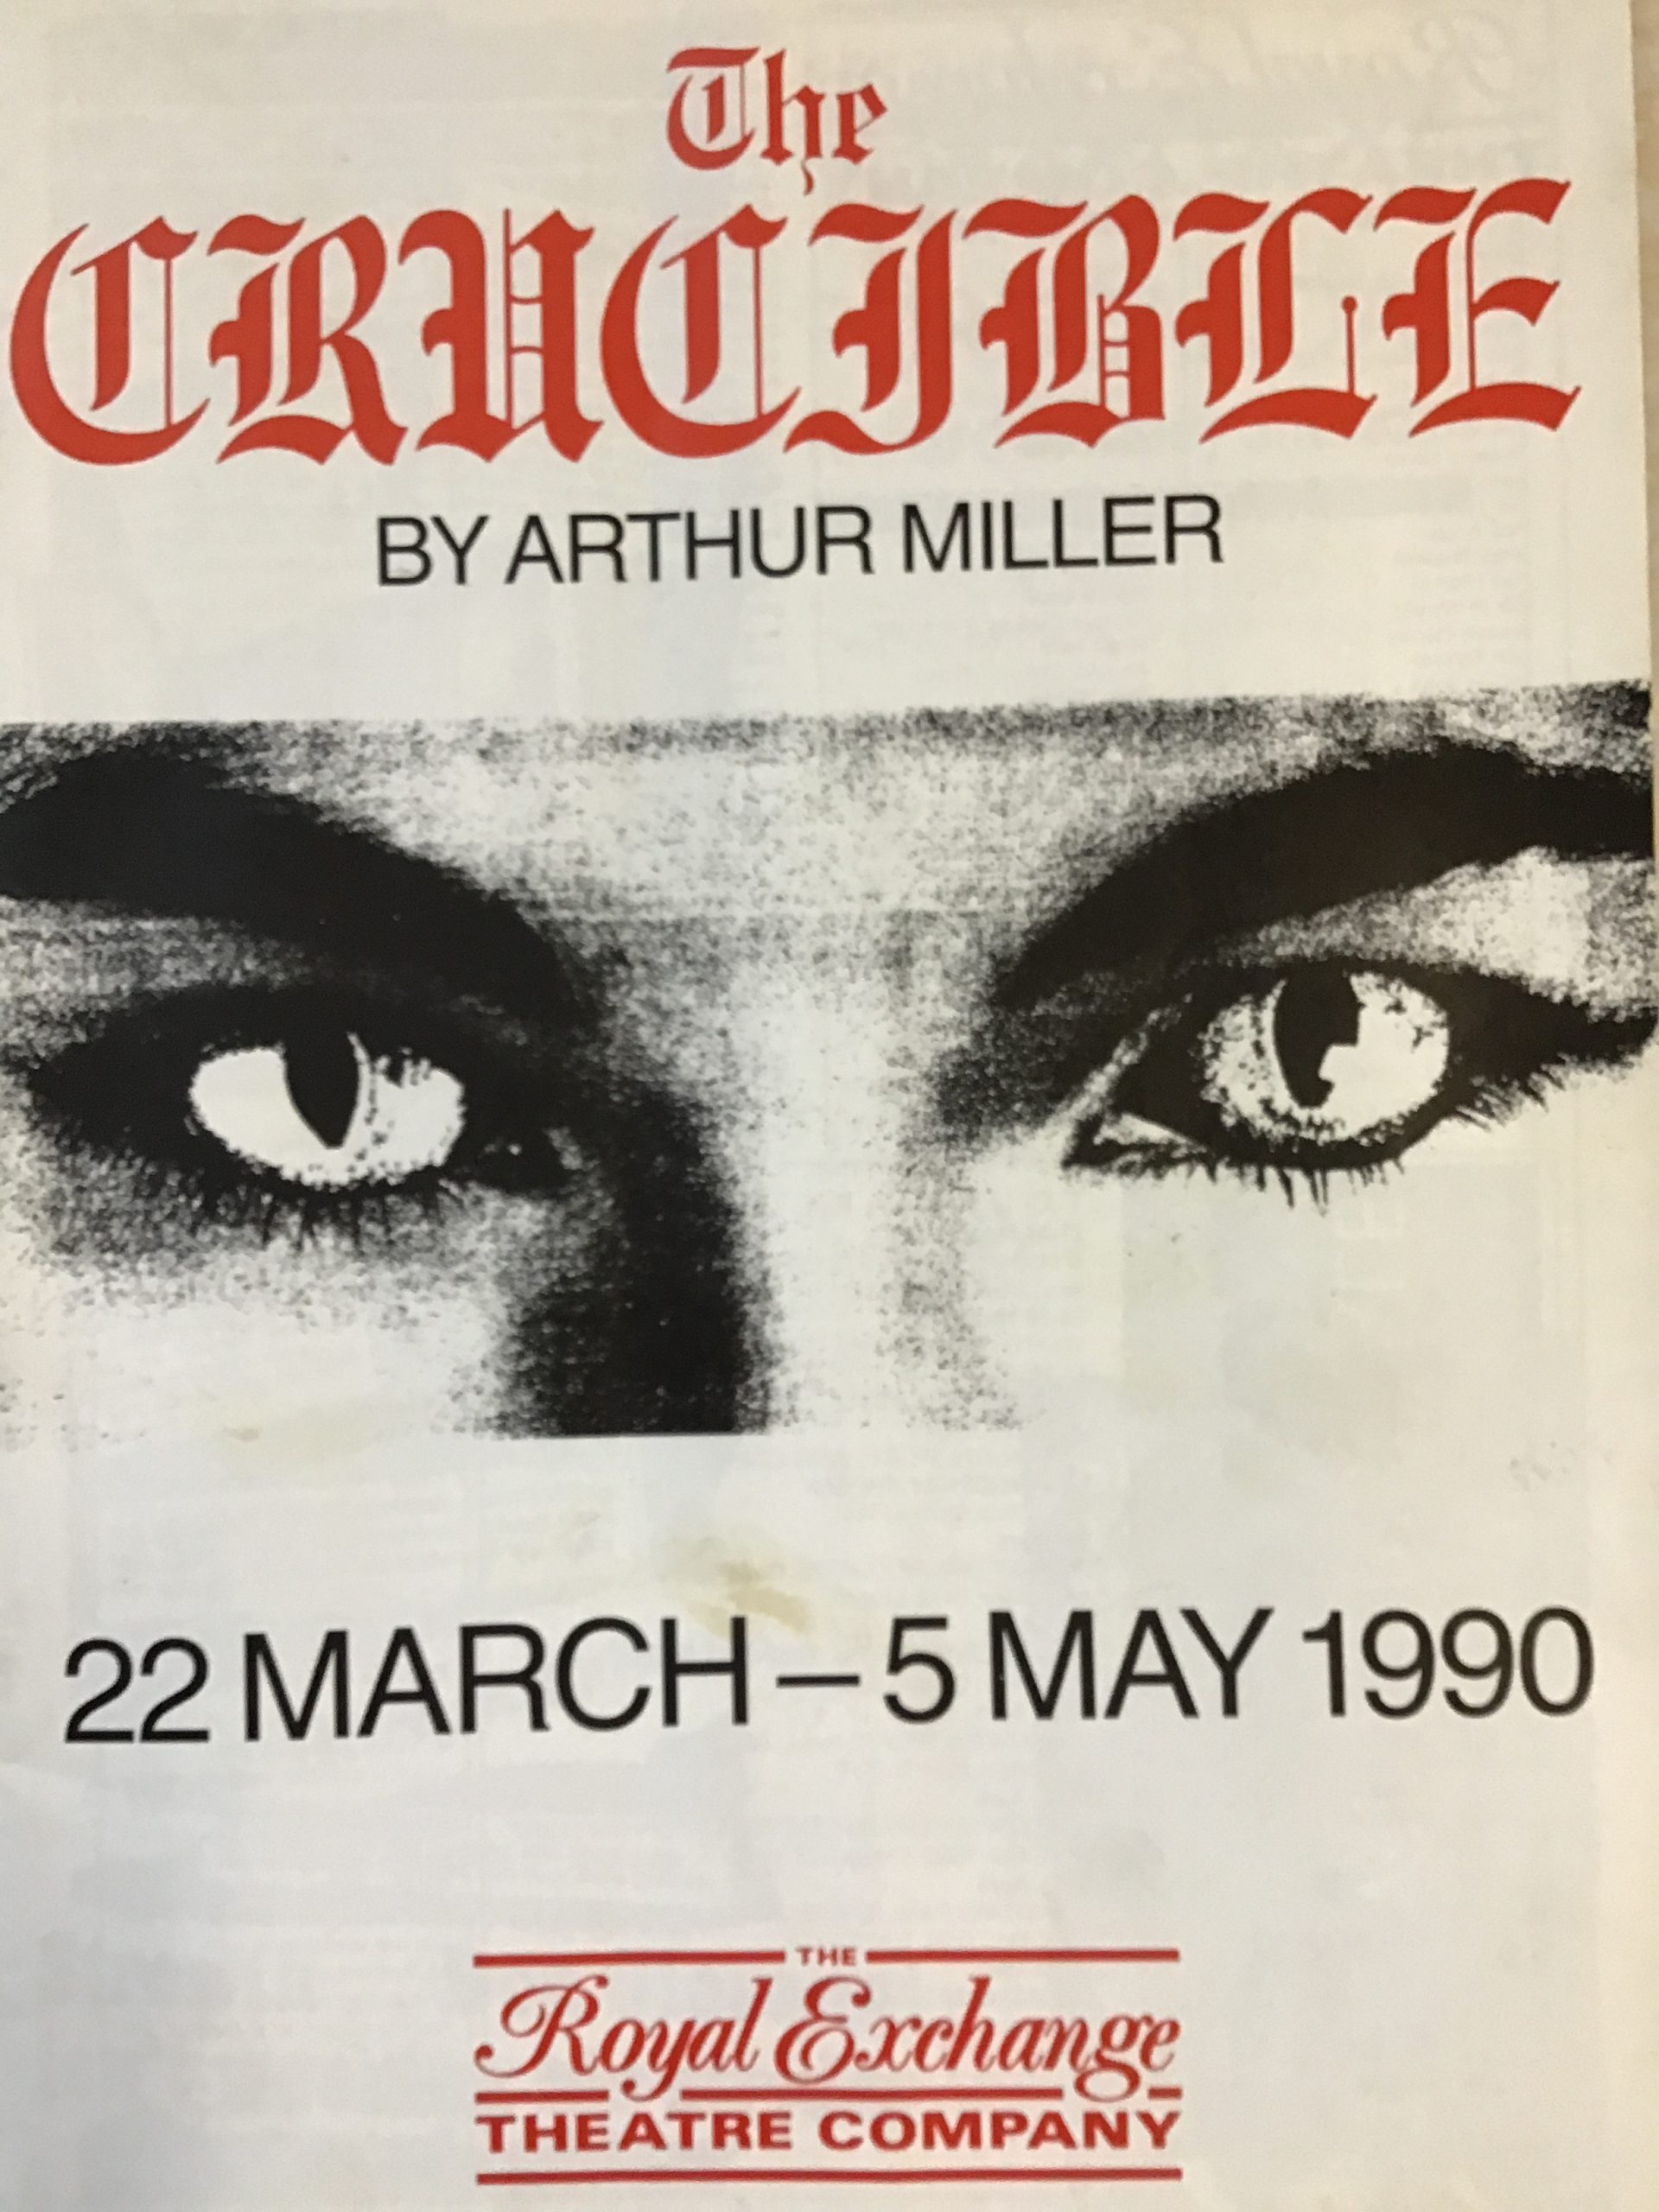 The
CRUCIBLE
BY ARTHUR MILLER
22 MARCH – 5 MAY 1990
THE
Royal Exchange
THEATRE COMPANY